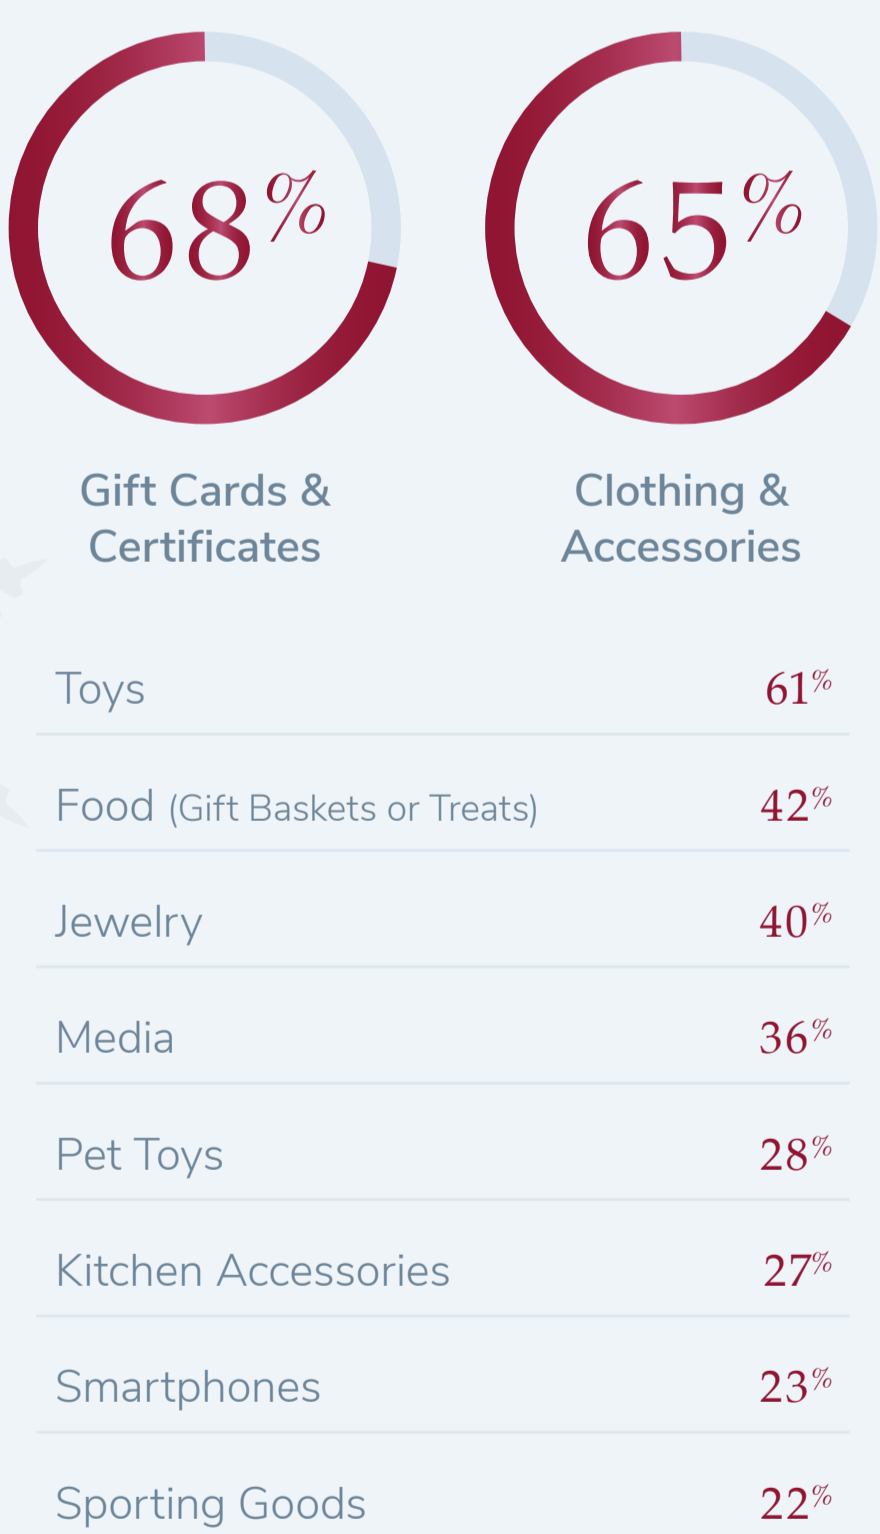 68%
65%
Gift Cards &
Certificates
Clothing &
Accessories
Toys 61%
Food (Gift Baskets or Treats) 42%
Jewelry 40%
Media 36%
Pet Toys 28%
Kitchen Accessories 27%
Smartphones 23%
Sporting Goods 22%